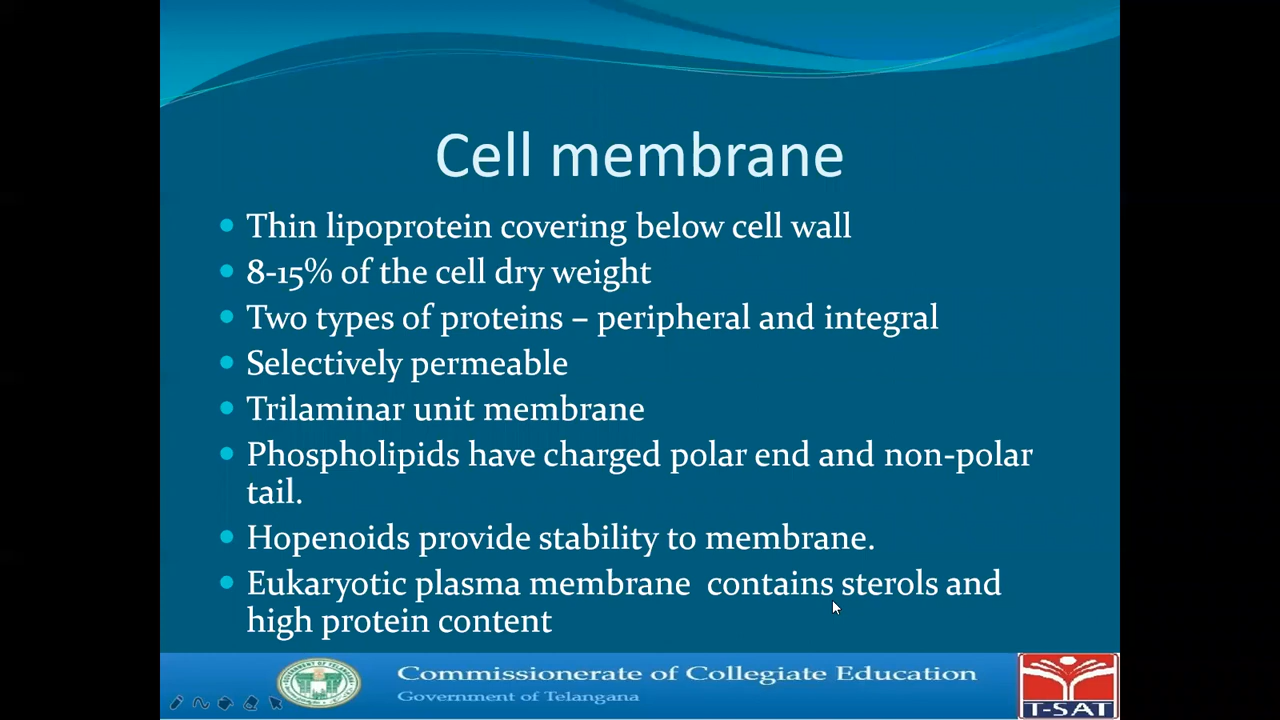 Cell membrane
• Thin lipoprotein covering below cell wall
• 8-15% of the cell dry weight
• Two types of proteins – peripheral and integral
• Selectively permeable
• Trilaminar unit membrane
• Phospholipids have charged polar end and non-polar
tail.
• Hopenoids provide stability to membrane.
• Eukaryotic plasma membrane contains sterols and
high protein content
Commissionerate of Collegiate Education
Government of Telangana
T-SAT